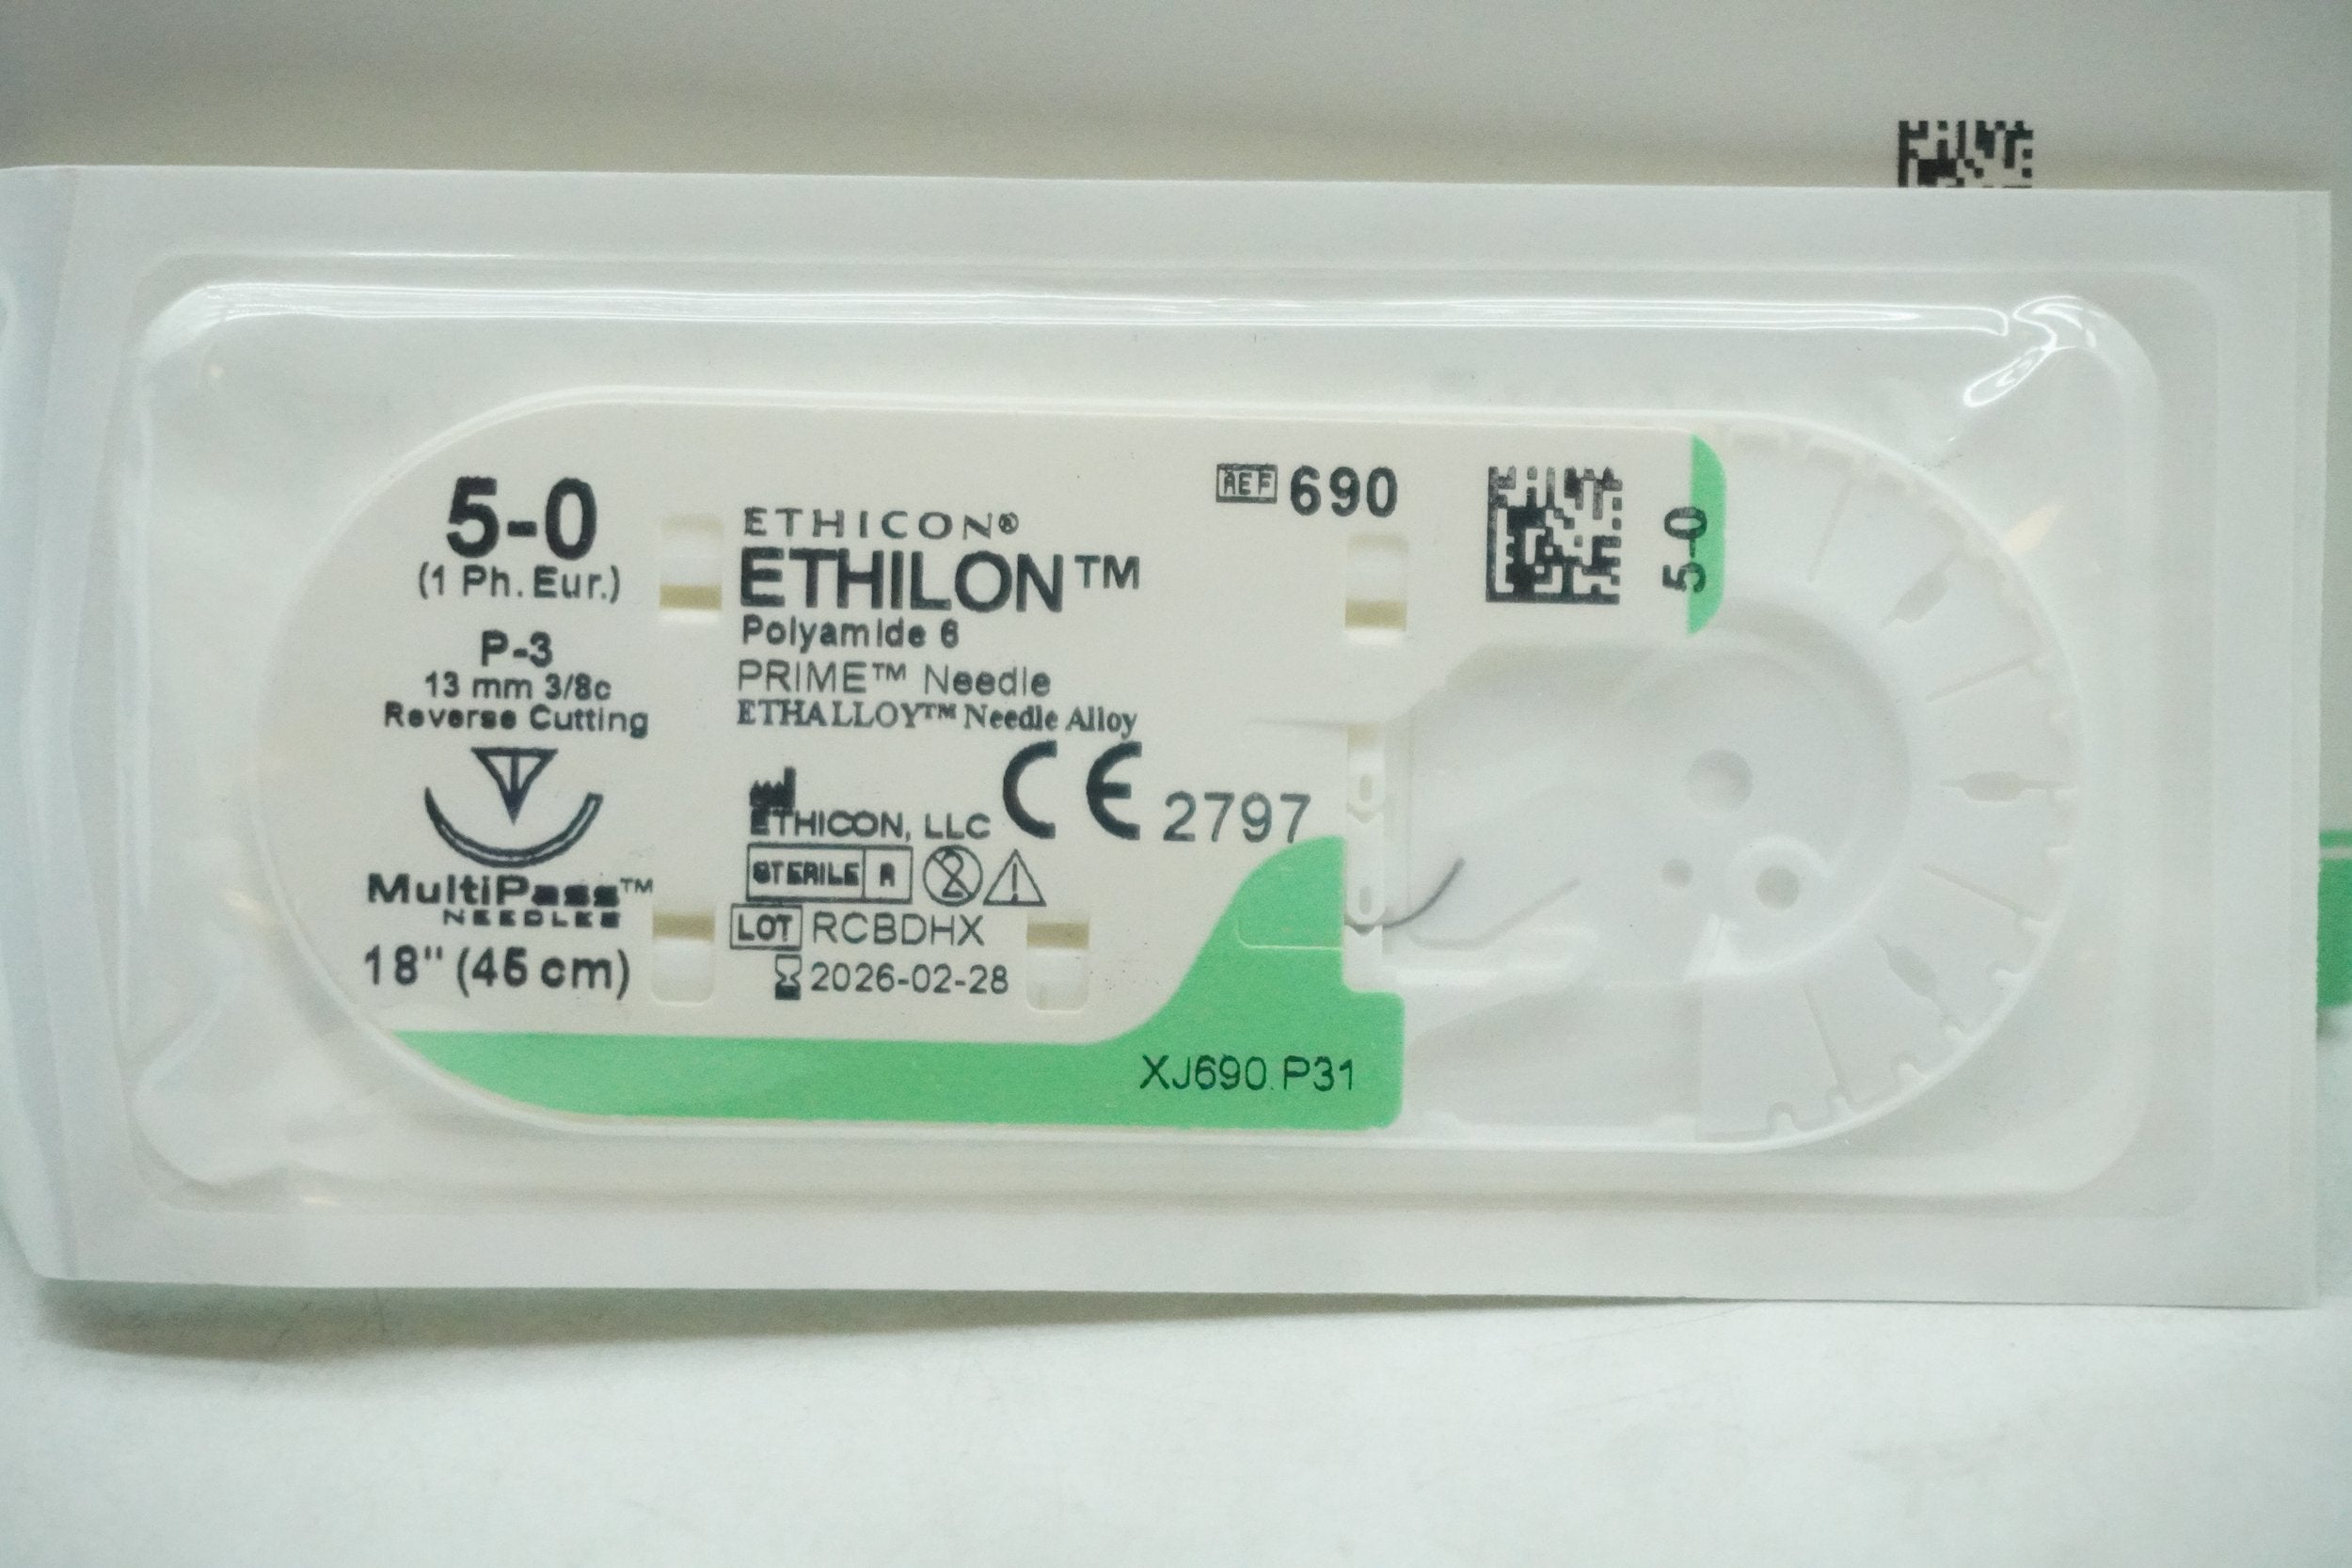 5-0
(1 Ph. Eur.)
P-3
13 mm 3/8c
Reverse Cutting
MultiPass™
NEEDLES
18" (45 cm)
ETHICON®
ETHILON™
Polyamide 6
PRIME™ Needle
ETHALLOY™ Needle Alloy
ETHICON, LLC CE 2797
STERILE R
LOT RCBDHX
2026-02-28
REF 690
5-0
XJ690.P31